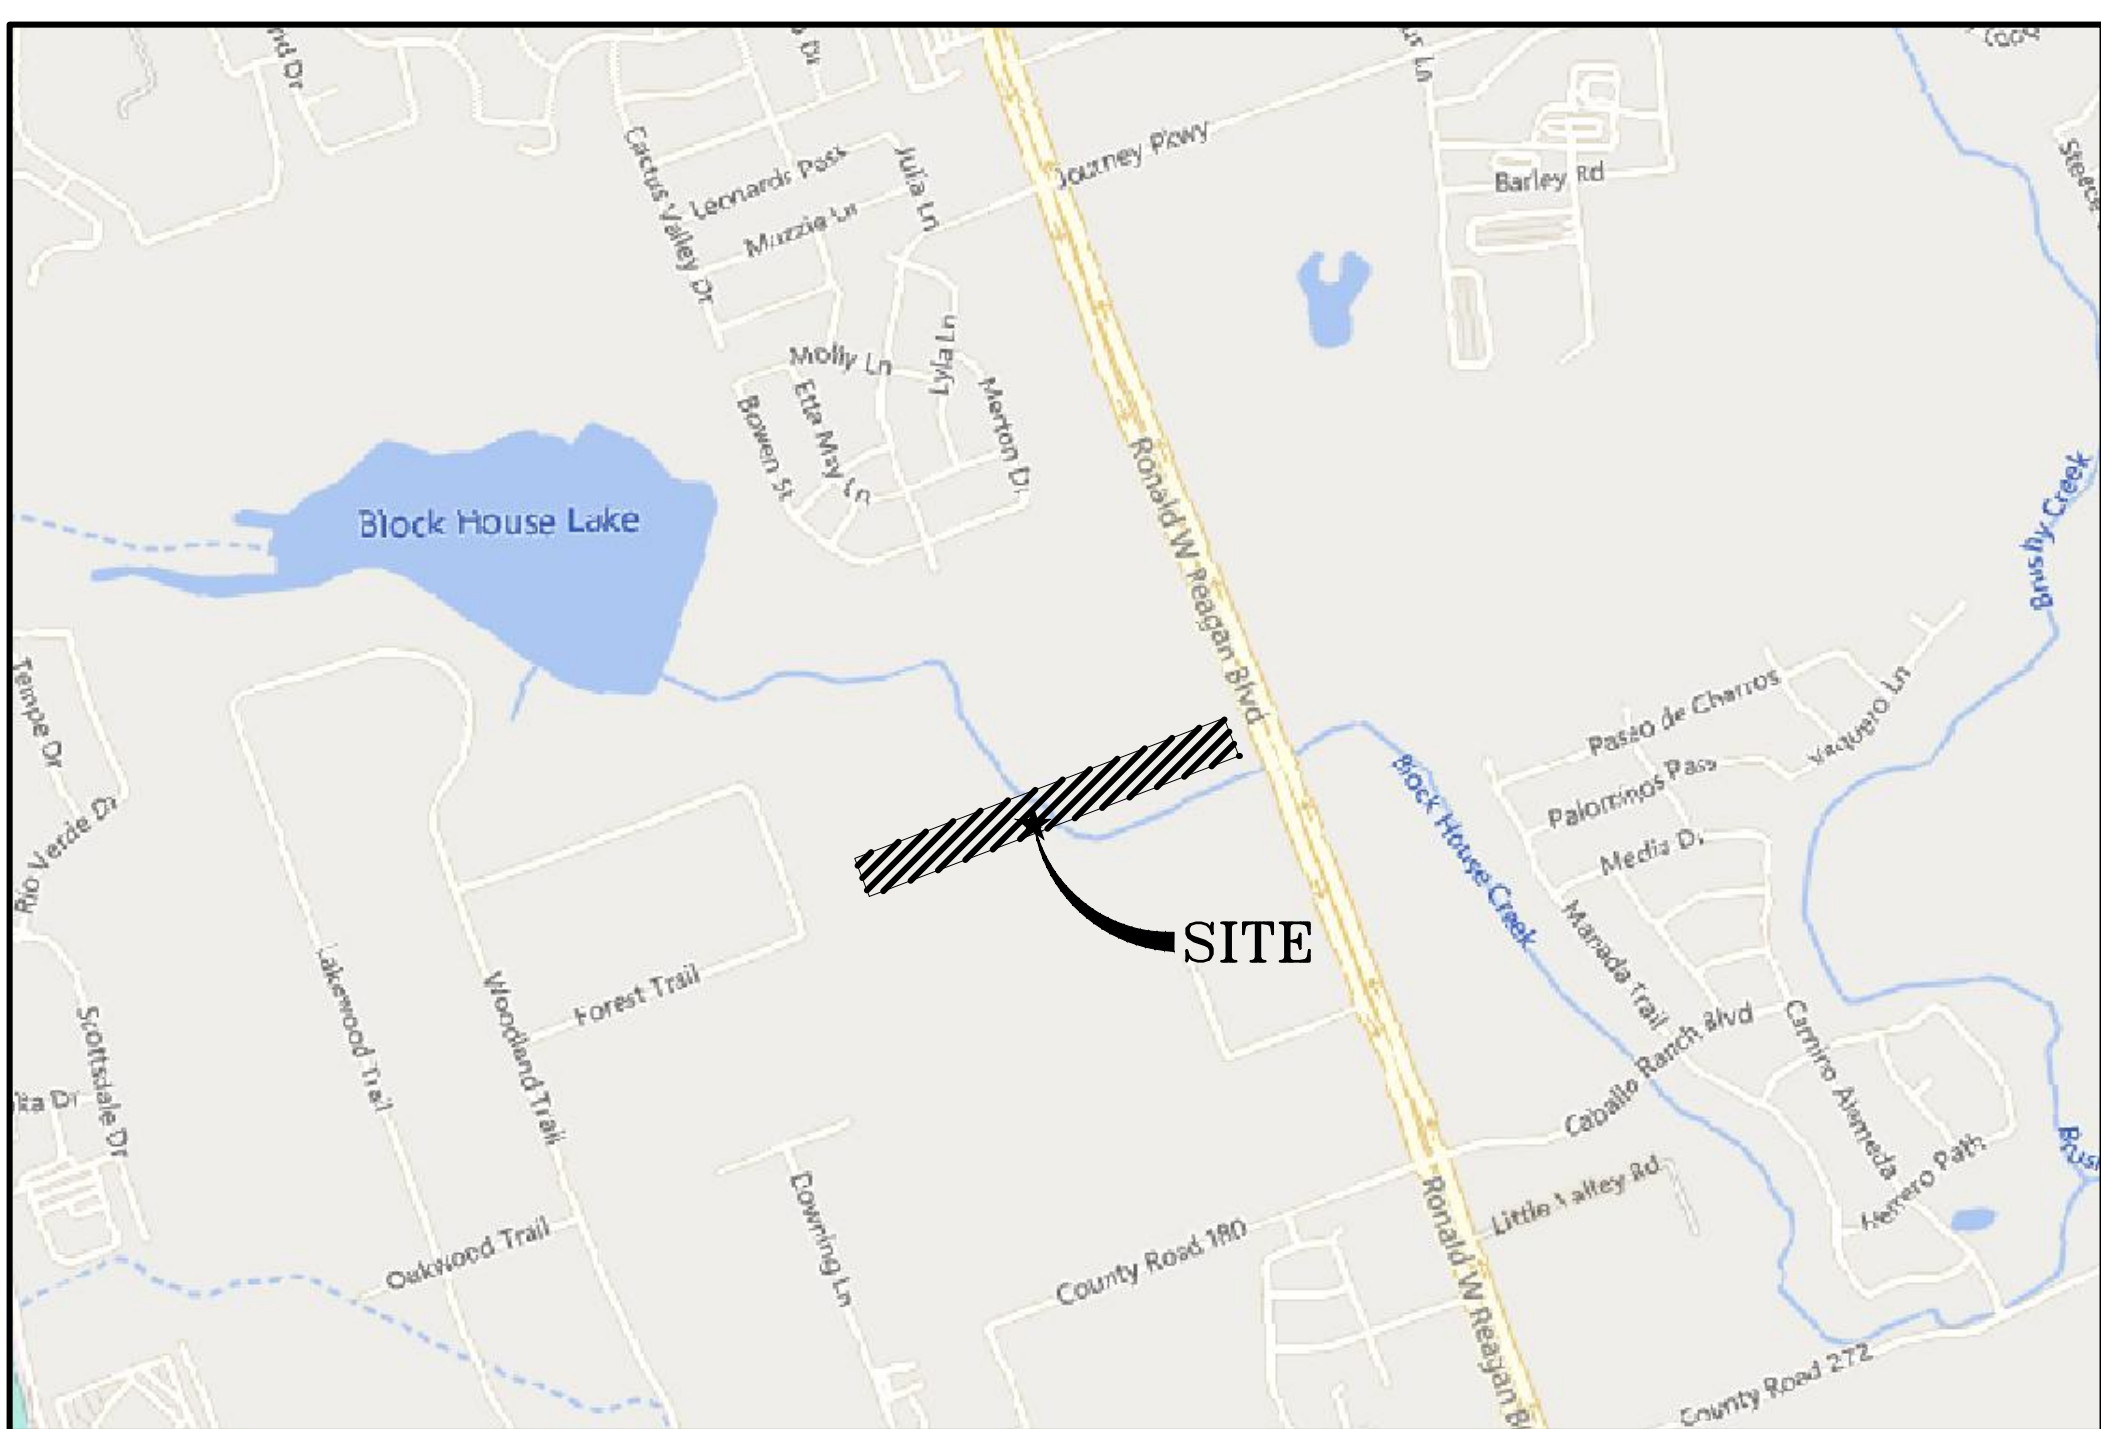 Dr
Cactus Valley Dr
Leonards Pass
Julia Ln
Journey Pkwy
Barley Rd
Muzzie Ln
Molly Ln
Lyla Ln
Merton Dr
Etta May Ln
Bowen St
Block House Lake
Ronald W Reagan Blvd
Brushy Creek
Tempe Dr
Rio Verde Dr
Paseo de Charros
Vaquero Ln
Palominos Pass
Media Dr
Block House Creek
SITE
Manada Trail
Lakewood Trail
Woodland Trail
Forest Trail
Scottsdale Dr
Caballo Ranch Blvd
Camino Alameda
Herrero Path
Little Valley Rd
Downing Ln
Oakwood Trail
County Road 180
Ronald W Reagan
County Road 272